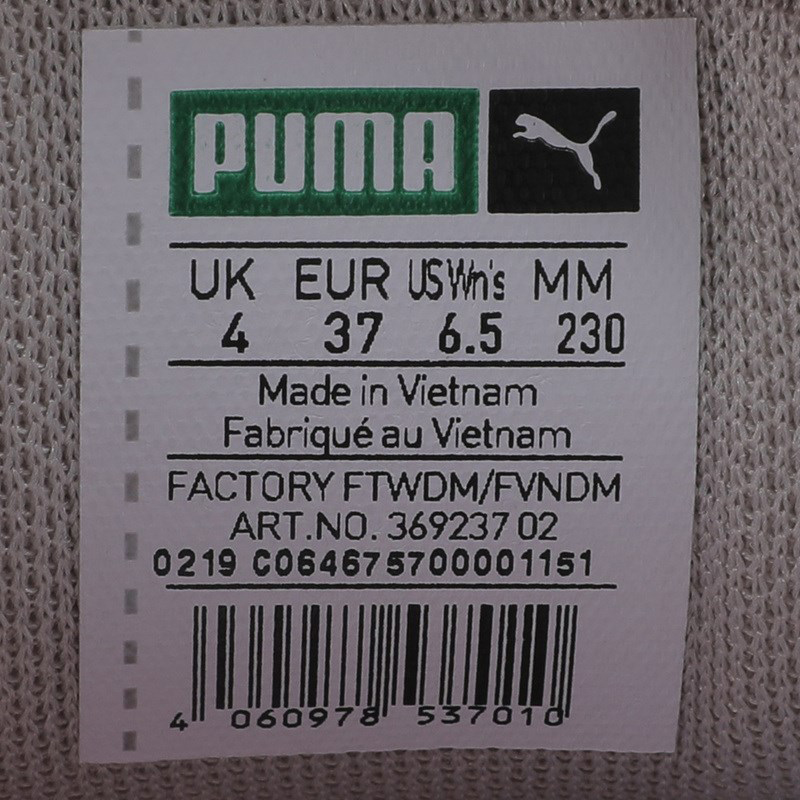 PUMA
UK EUR US Wn's MM
4 37 6.5 230
Made in Vietnam
Fabriqué au Vietnam
FACTORY FTWDM/FVNDM
ART.NO. 369237 02
0219 C064675700001151
4 060978 537010